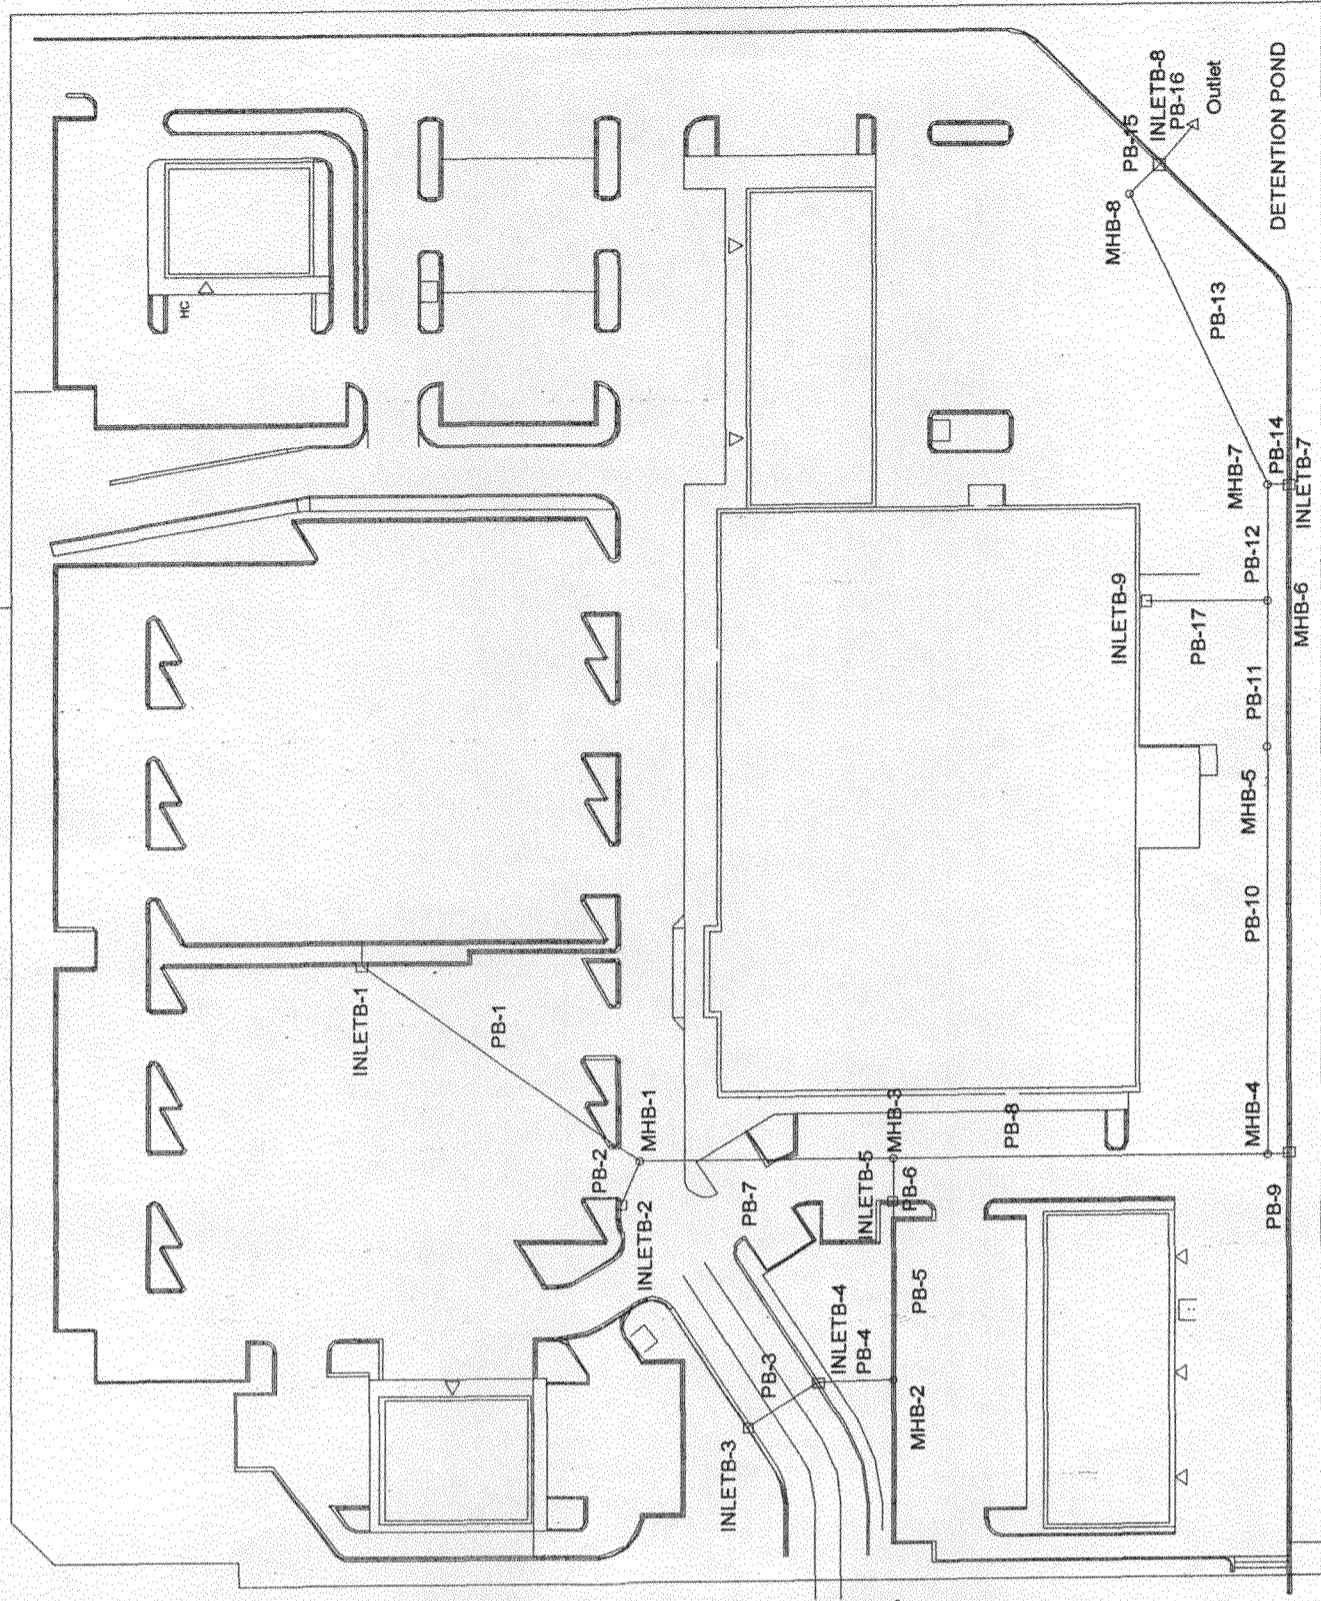 INLETB-8
PB-16
Outlet
PB-15
DETENTION POND
MHB-8
HC
PB-13
MHB-7
PB-14
INLETB-7
PB-12
INLETB-9
MHB-6
PB-17
PB-11
MHB-5
PB-10
INLETB-1
PB-1
MHB-1
PB-2
INLETB-2
MHB-3
PB-8
MHB-4
INLETB-5
PB-6
PB-7
PB-9
PB-5
INLETB-4
PB-4
PB-3
MHB-2
INLETB-3